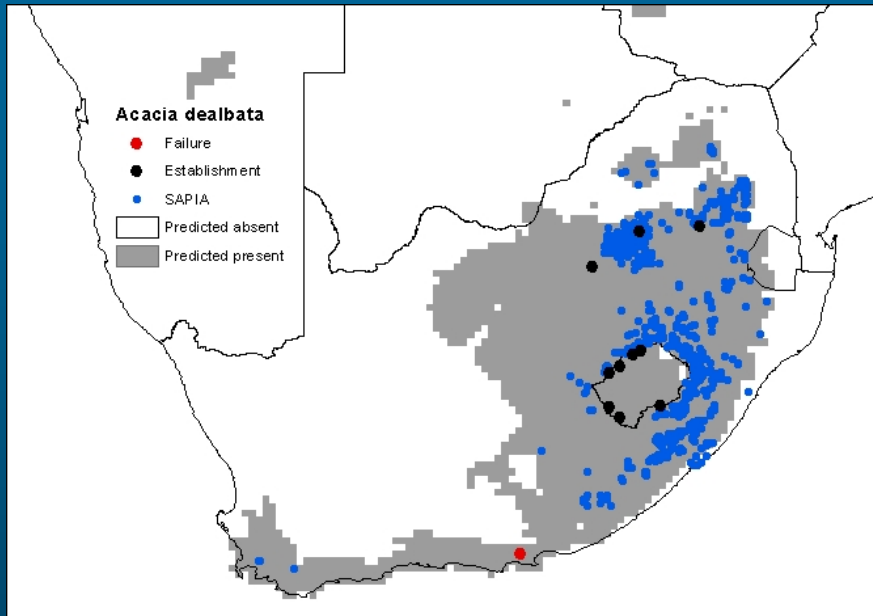 Acacia dealbata
Failure
Establishment
SAPIA
Predicted absent
Predicted present